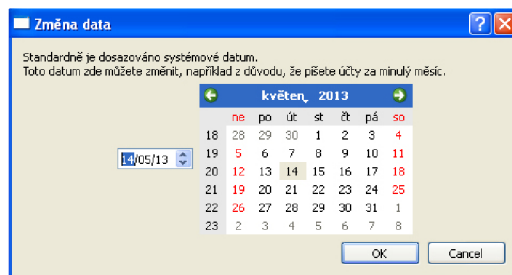 Změna data
Standardně je dosazováno systémové datum.
Toto datum zde můžete změnit, například z důvodu, že píšete účty za minulý měsíc.
květen, 2013
ne po út st čt pá so
18 28 29 30 1 2 3 4
19 5 6 7 8 9 10 11
14/05/13
20 12 13 14 15 16 17 18
21 19 20 21 22 23 24 25
22 26 27 28 29 30 31 1
23 2 3 4 5 6 7 8
OK Cancel